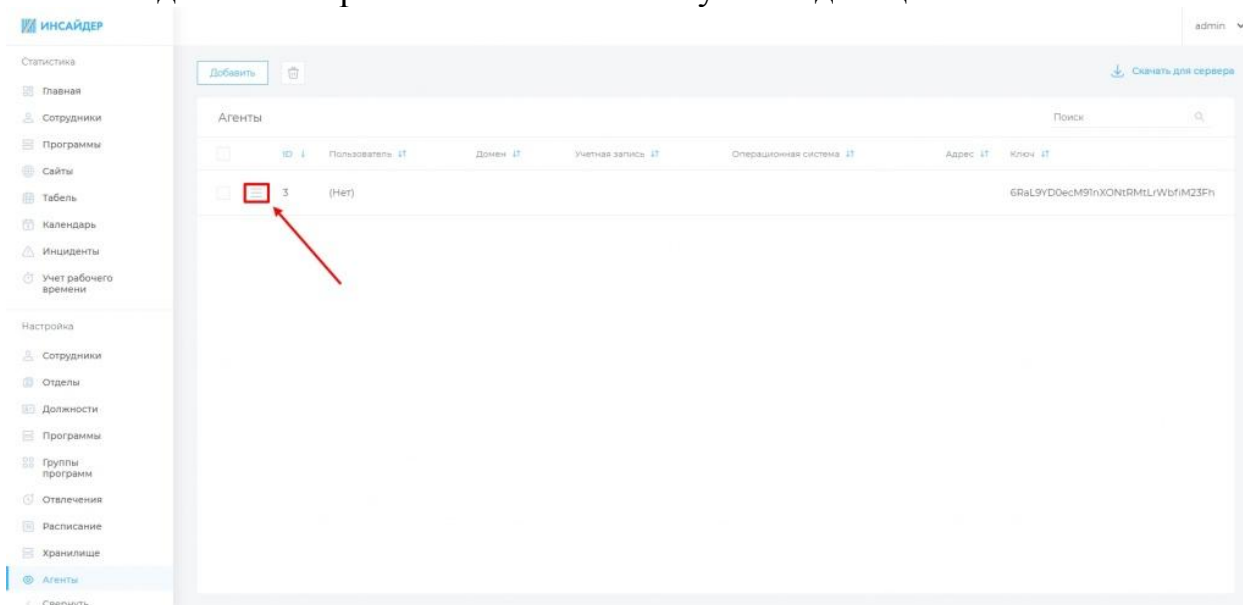 ИНСАЙДЕР
admin
Статистика
Главная
Сотрудники
Программы
Сайты
Табель
Календарь
Инциденты
Учет рабочего
времени
Настройка
Сотрудники
Отделы
Должности
Программы
Группы
программ
Отвлечения
Расписание
Хранилище
Агенты
Свернуть
Добавить
Скачать для сервера
Агенты
Поиск
ID Пользователь Домен Учетная запись Операционная система Адрес Ключ
3 (Нет)